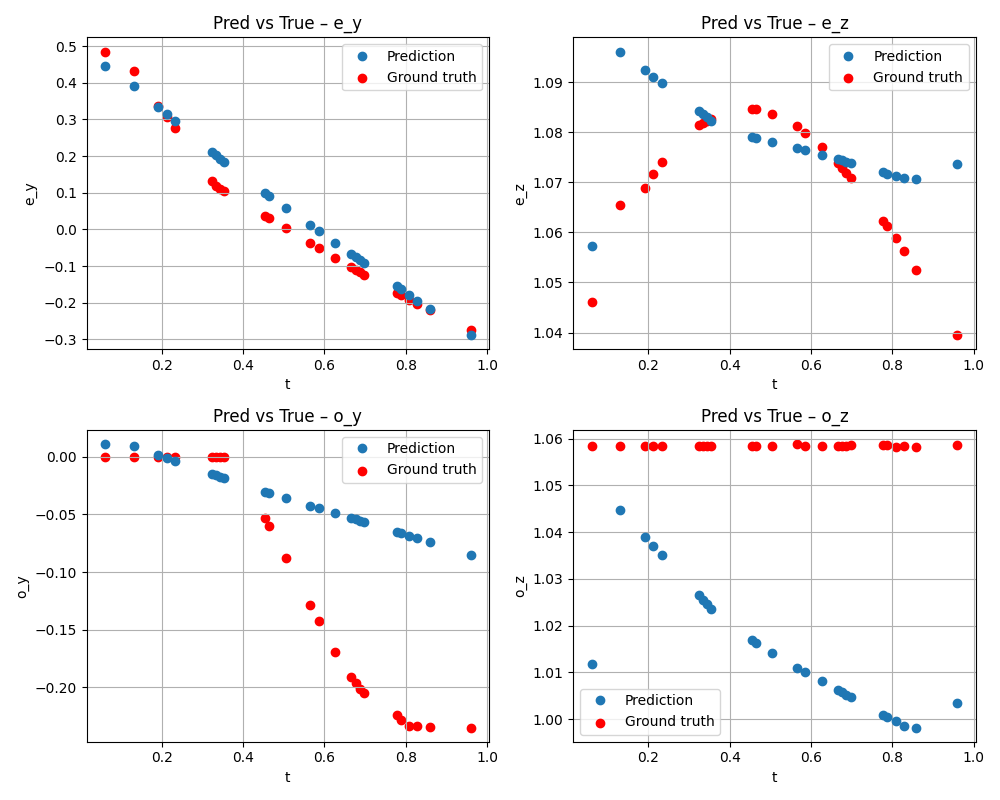 Pred vs True – e_y
0.5
0.4
0.3
0.2
0.1
0.0
−0.1
−0.2
−0.3
e_y
0.2
0.4
0.6
0.8
1.0
t
Prediction
Ground truth
Pred vs True – e_z
1.09
1.08
1.07
1.06
1.05
1.04
e_z
0.2
0.4
0.6
0.8
1.0
t
Prediction
Ground truth
Pred vs True – o_y
0.00
−0.05
−0.10
−0.15
−0.20
o_y
0.2
0.4
0.6
0.8
1.0
t
Prediction
Ground truth
Pred vs True – o_z
1.06
1.05
1.04
1.03
1.02
1.01
1.00
o_z
0.2
0.4
0.6
0.8
1.0
t
Prediction
Ground truth